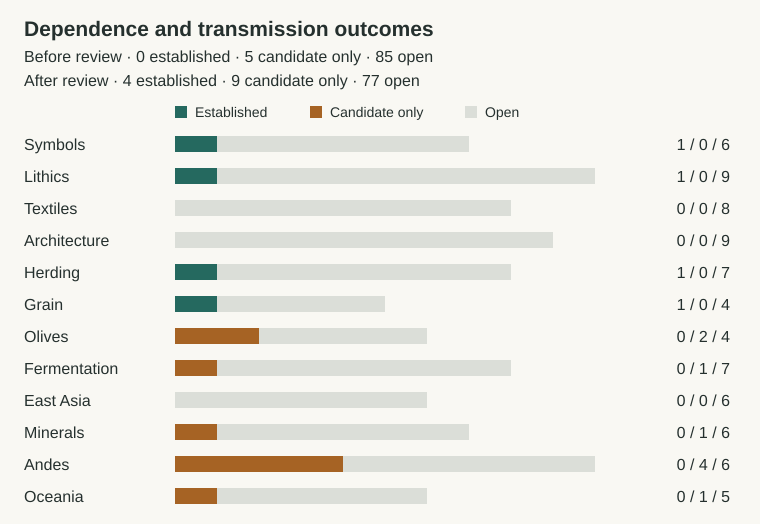 Dependence and transmission outcomes
Before review · 0 established · 5 candidate only · 85 open
After review · 4 established · 9 candidate only · 77 open
Established Candidate only Open
Symbols 1 / 0 / 6
Lithics 1 / 0 / 9
Textiles 0 / 0 / 8
Architecture 0 / 0 / 9
Herding 1 / 0 / 7
Grain 1 / 0 / 4
Olives 0 / 2 / 4
Fermentation 0 / 1 / 7
East Asia 0 / 0 / 6
Minerals 0 / 1 / 6
Andes 0 / 4 / 6
Oceania 0 / 1 / 5